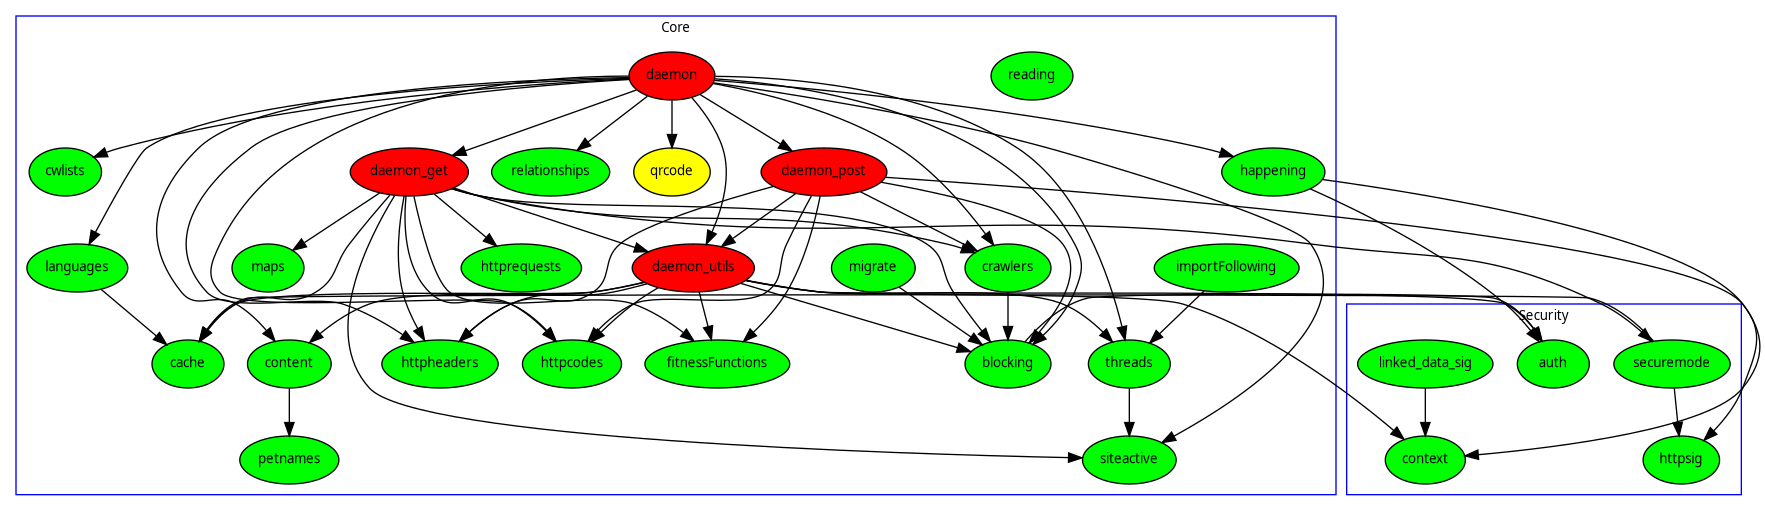 Core
daemon
reading
cwlists
daemon_get
relationships
qrcode
daemon_post
happening
languages
maps
httprequests
daemon_utils
migrate
crawlers
importFollowing
Security
cache
content
httpheaders
httpcodes
fitnessFunctions
blocking
threads
linked_data_sig
auth
securemode
petnames
siteactive
context
httpsig